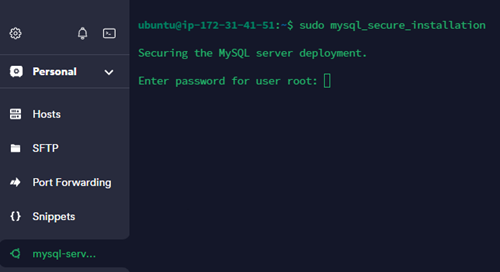 ubuntu@ip-172-31-41-51:~$ sudo mysql_secure_installation
Securing the MySQL server deployment.
Enter password for user root:
Personal
Hosts
SFTP
Port Forwarding
{} Snippets
mysql-serv...